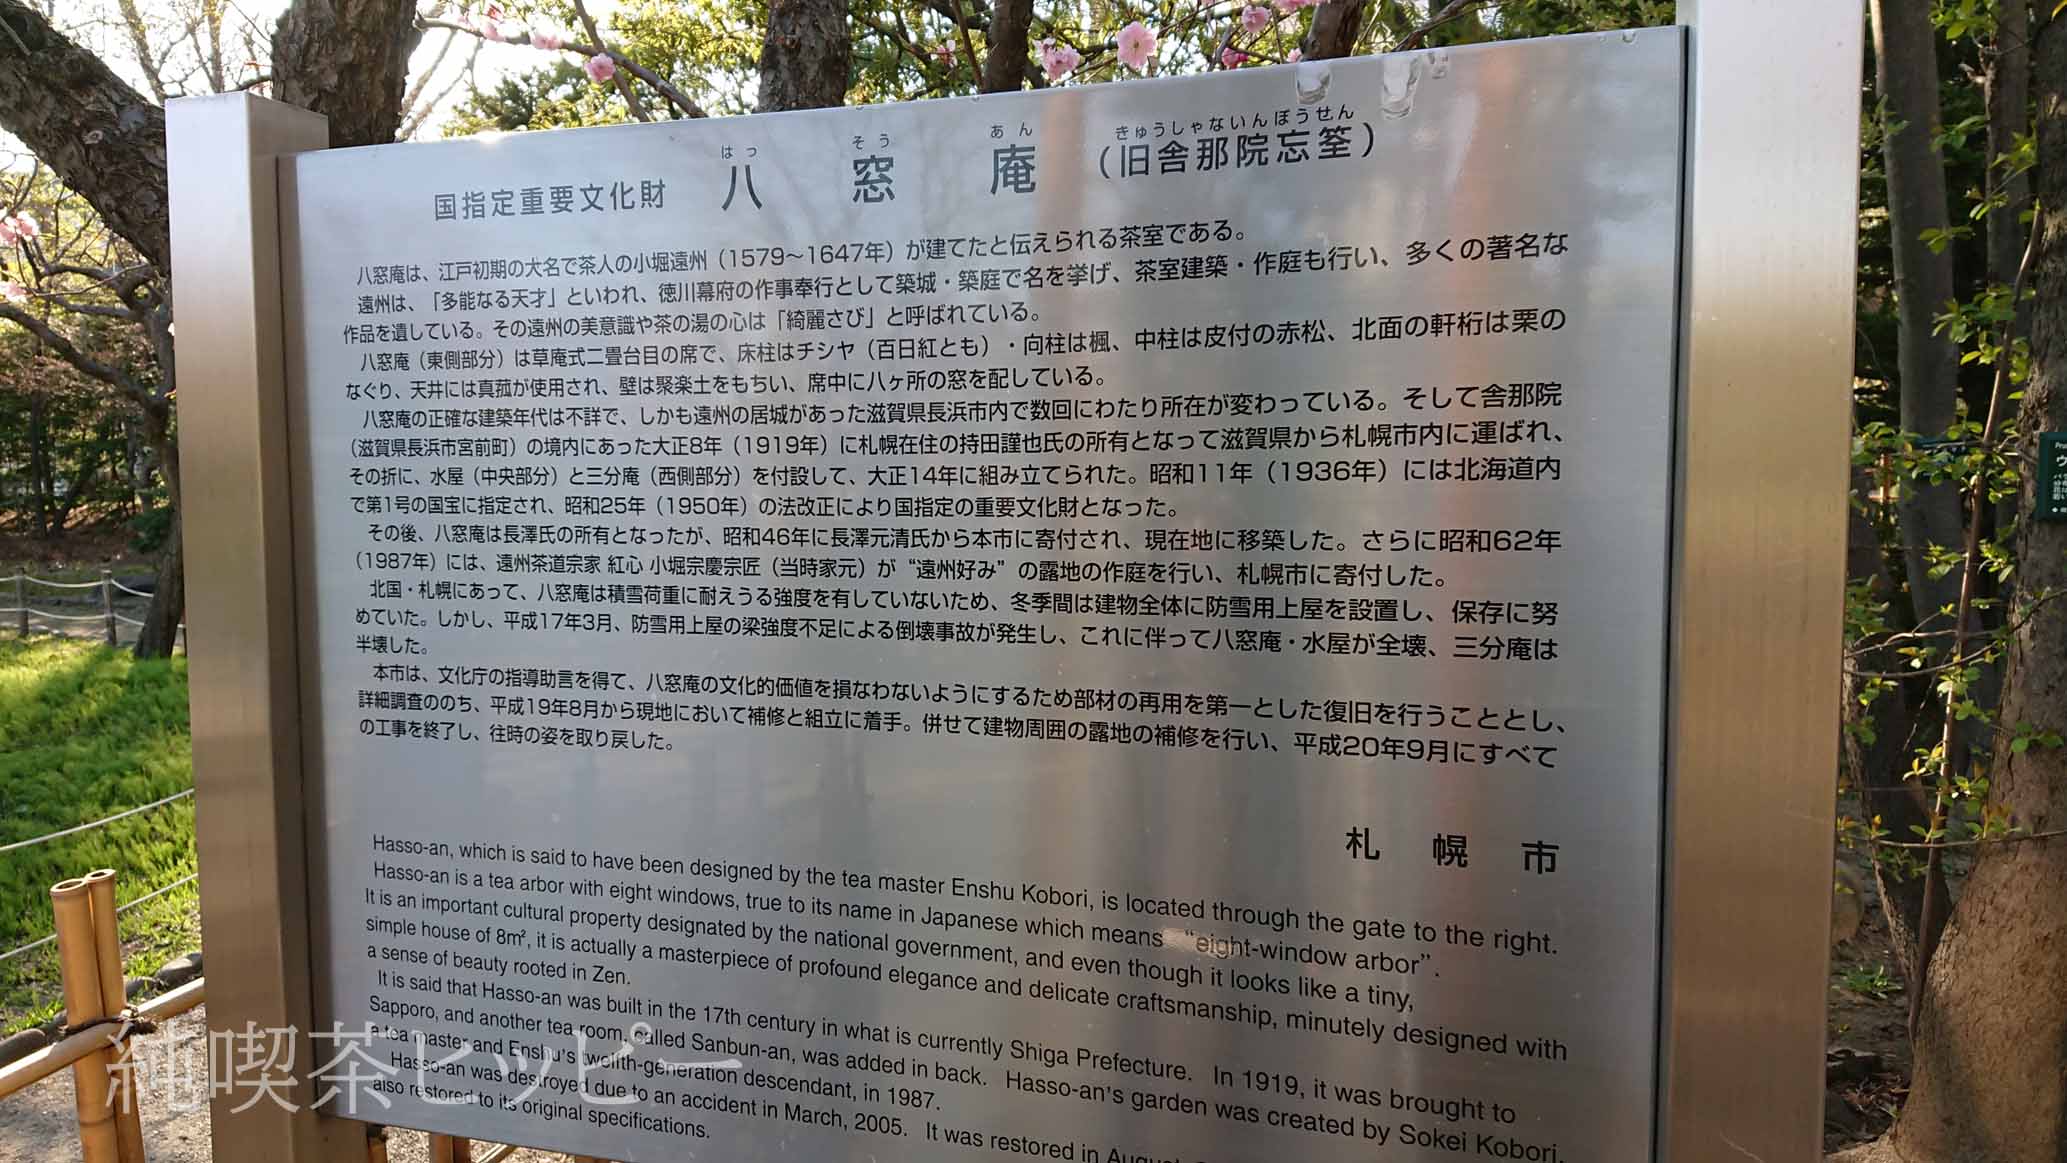 国指定重要文化財 八窓庵（旧舎那院忘筌）
はっ そう あん きゅうしゃないんぼうせん
八窓庵は、江戸初期の大名で茶人の小堀遠州（1579～1647年）が建てたと伝えられる茶室である。
遠州は、「多能なる天才」といわれ、徳川幕府の作事奉行として築城・築庭で名を挙げ、茶室建築・作庭も行い、多くの著名な
作品を遺している。その遠州の美意識や茶の湯の心は「綺麗さび」と呼ばれている。
八窓庵（東側部分）は草庵式二畳台目の席で、床柱はチシヤ（百日紅とも）・向柱は楓、中柱は皮付の赤松、北面の軒桁は栗の
なぐり、天井には真菰が使用され、壁は聚楽土をもちい、席中に八ヶ所の窓を配している。
八窓庵の正確な建築年代は不詳で、しかも遠州の居城があった滋賀県長浜市内で数回にわたり所在が変わっている。そして舎那院
（滋賀県長浜市宮前町）の境内にあった大正8年（1919年）に札幌在住の持田謹也氏の所有となって滋賀県から札幌市内に運ばれ、
その折に、水屋（中央部分）と三分庵（西側部分）を付設して、大正14年に組み立てられた。昭和11年（1936年）には北海道内
で第1号の国宝に指定され、昭和25年（1950年）の法改正により国指定の重要文化財となった。
その後、八窓庵は長澤氏の所有となったが、昭和46年に長澤元清氏から本市に寄付され、現在地に移築した。さらに昭和62年
（1987年）には、遠州茶道宗家 紅心 小堀宗慶宗匠（当時家元）が“遠州好み”の露地の作庭を行い、札幌市に寄付した。
北国・札幌にあって、八窓庵は積雪荷重に耐えうる強度を有していないため、冬季間は建物全体に防雪用上屋を設置し、保存に努
めていた。しかし、平成17年3月、防雪用上屋の梁強度不足による倒壊事故が発生し、これに伴って八窓庵・水屋が全壊、三分庵は
半壊した。
本市は、文化庁の指導助言を得て、八窓庵の文化的価値を損なわないようにするため部材の再用を第一とした復旧を行うこととし、
詳細調査ののち、平成19年8月から現地において補修と組立に着手。併せて建物周囲の露地の補修を行い、平成20年9月にすべて
の工事を終了し、往時の姿を取り戻した。
札幌市
Hasso-an, which is said to have been designed by the tea master Enshu Kobori, is located through the gate to the right.
Hasso-an is a tea arbor with eight windows, true to its name in Japanese which means “eight-window arbor”.
It is an important cultural property designated by the national government, and even though it looks like a tiny,
simple house of 8m², it is actually a masterpiece of profound elegance and delicate craftsmanship, minutely designed with
a sense of beauty rooted in Zen.
It is said that Hasso-an was built in the 17th century in what is currently Shiga Prefecture. In 1919, it was brought to
Sapporo, and another tea room, called Sanbun-an, was added in back. Hasso-an's garden was created by Sokei Kobori,
a tea master and Enshu's twelfth-generation descendant, in 1987.
Hasso-an was destroyed due to an accident in March, 2005. It was restored in August,
also restored to its original specifications.
純喫茶ヒッピー